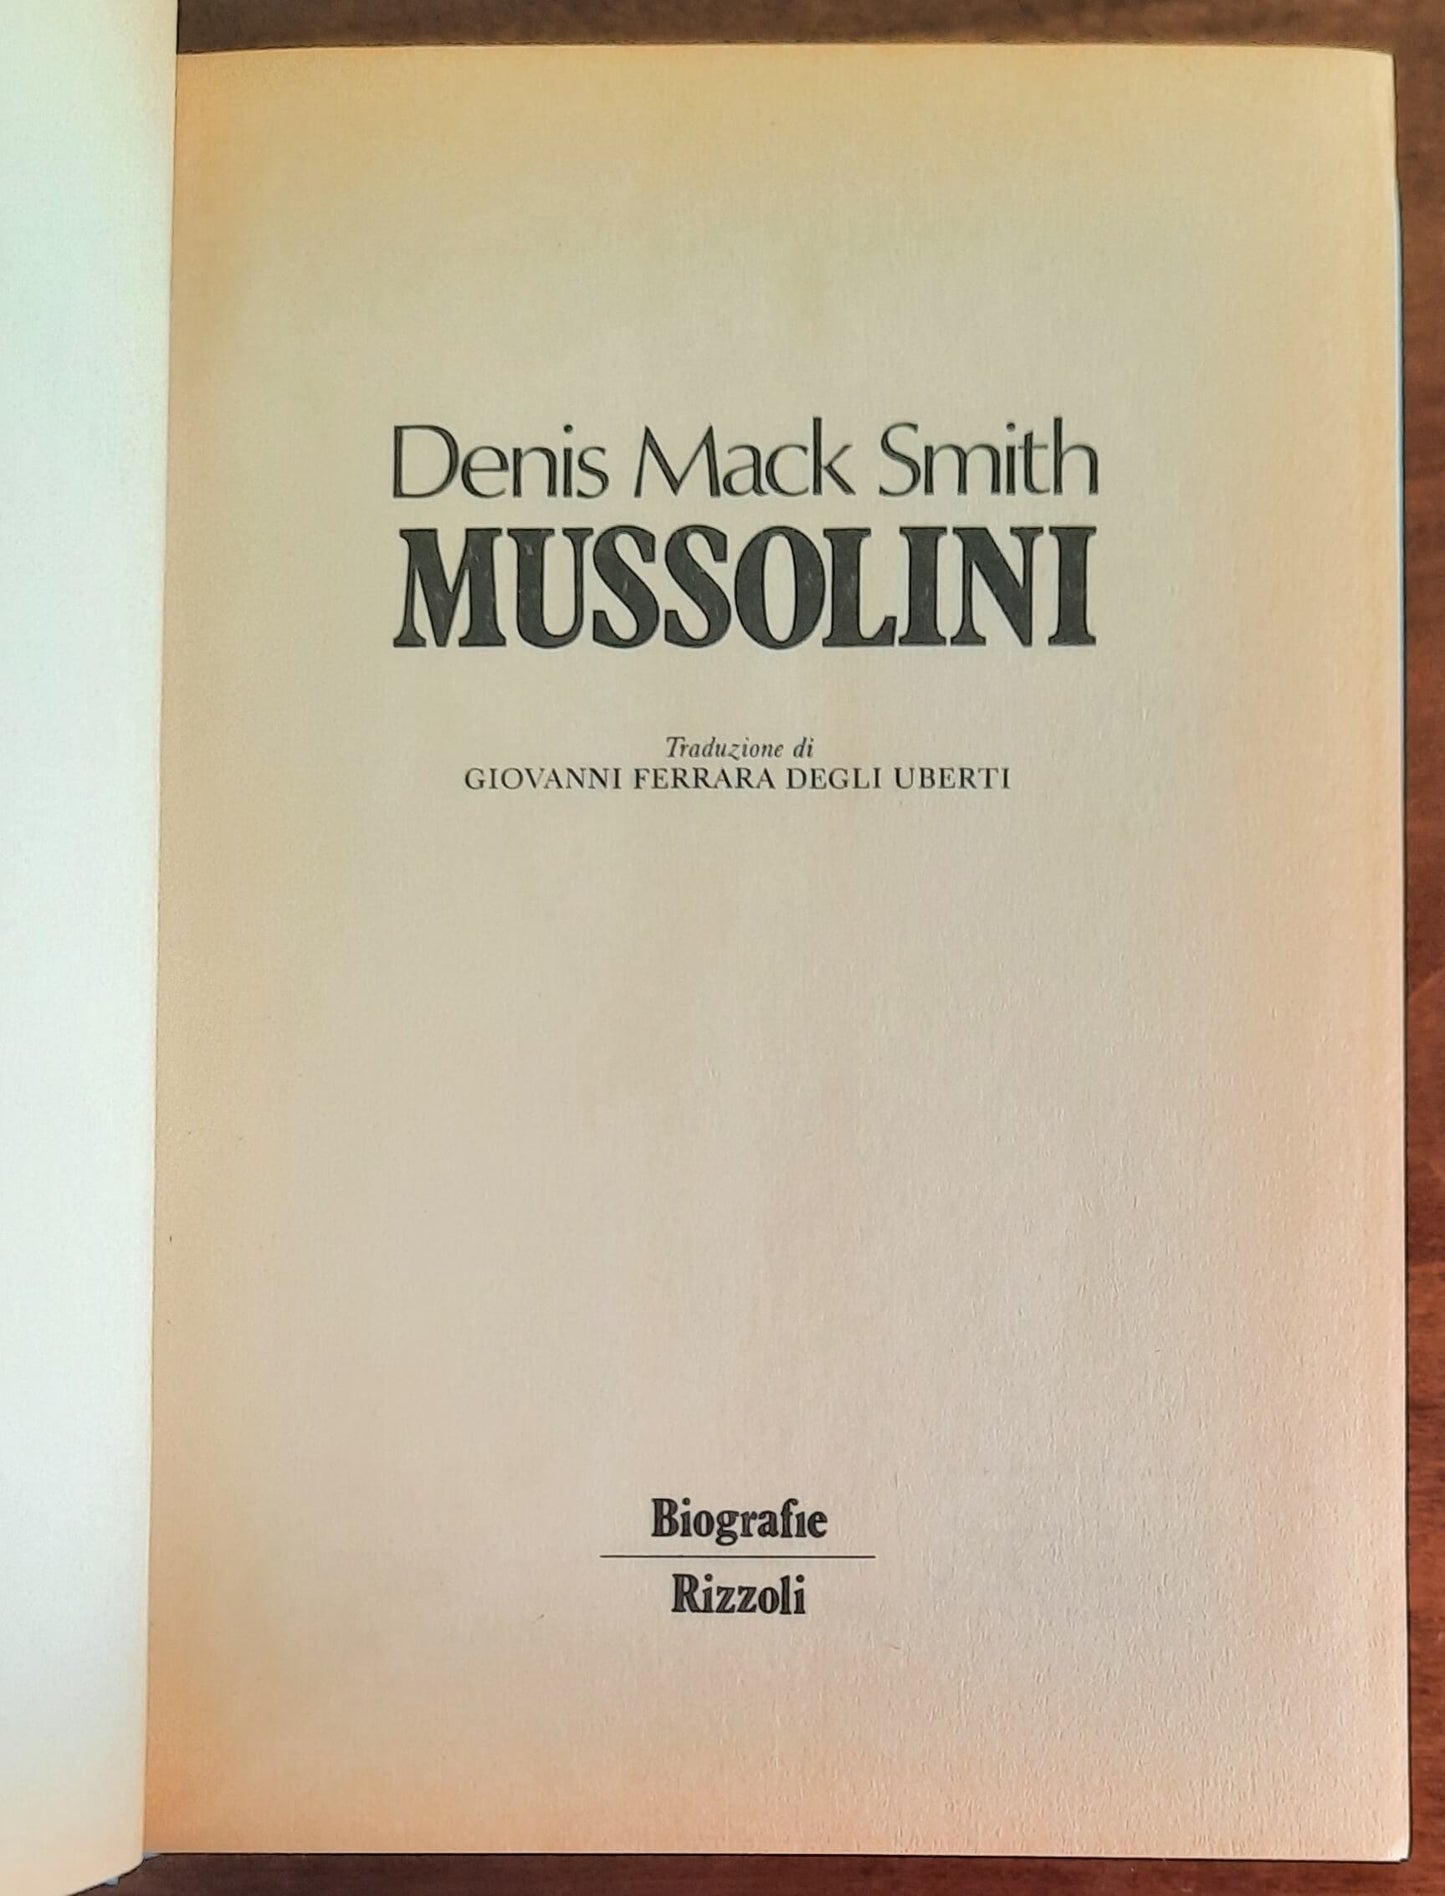 Denis Mack Smith
MUSSOLINI
Traduzione di
GIOVANNI FERRARA DEGLI UBERTI
Biografie
Rizzoli